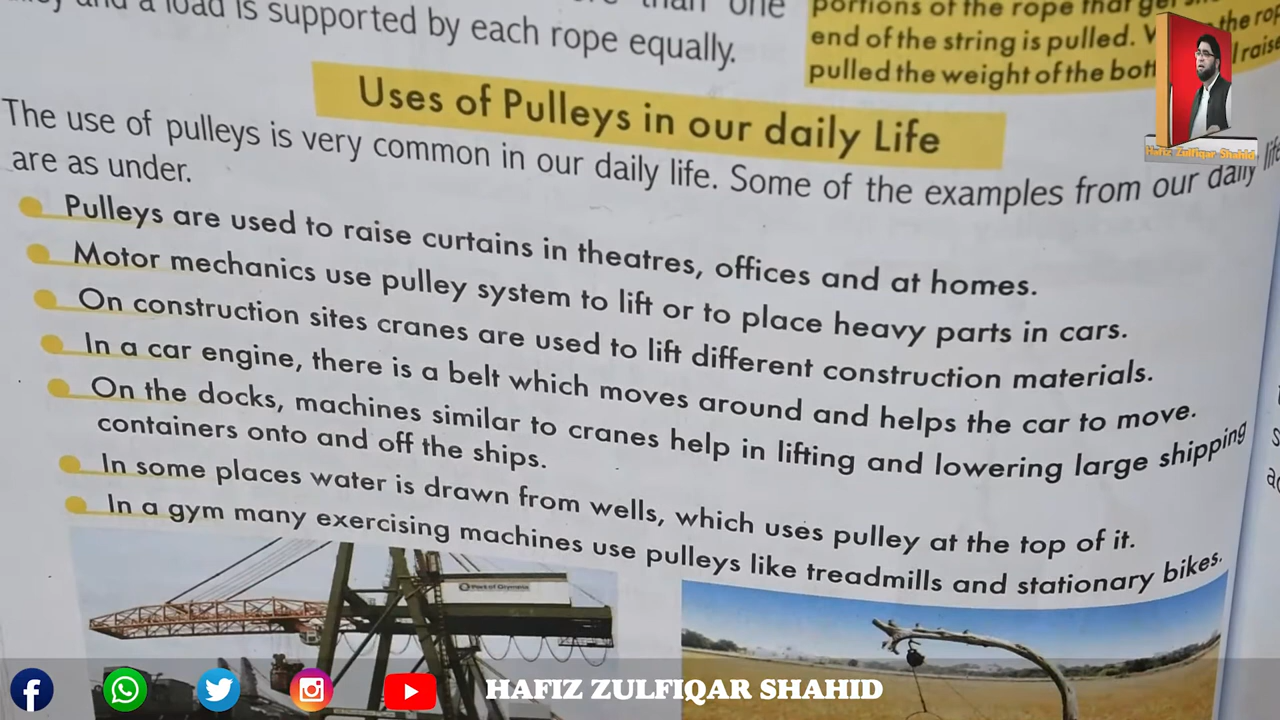 and a load is supported by each rope equally.
than one
portions of the rope that get
end of the string is pulled.
the rop
pulled the weight of the bott
raise
Uses of Pulleys in our daily Life
The use of pulleys is very common in our daily life. Some of the examples from our daily life
are as under.
Pulleys are used to raise curtains in theatres, offices and at homes.
Motor mechanics use pulley system to lift or to place heavy parts in cars.
On construction sites cranes are used to lift different construction materials.
In a car engine, there is a belt which moves around and helps the car to move.
On the docks, machines similar to cranes help in lifting and lowering large shipping
containers onto and off the ships.
In some places water is drawn from wells, which uses pulley at the top of it.
In a gym many exercising machines use pulleys like treadmills and stationary bikes.
Hafiz Zulfiqar Shahid
HAFIZ ZULFIQAR SHAHID